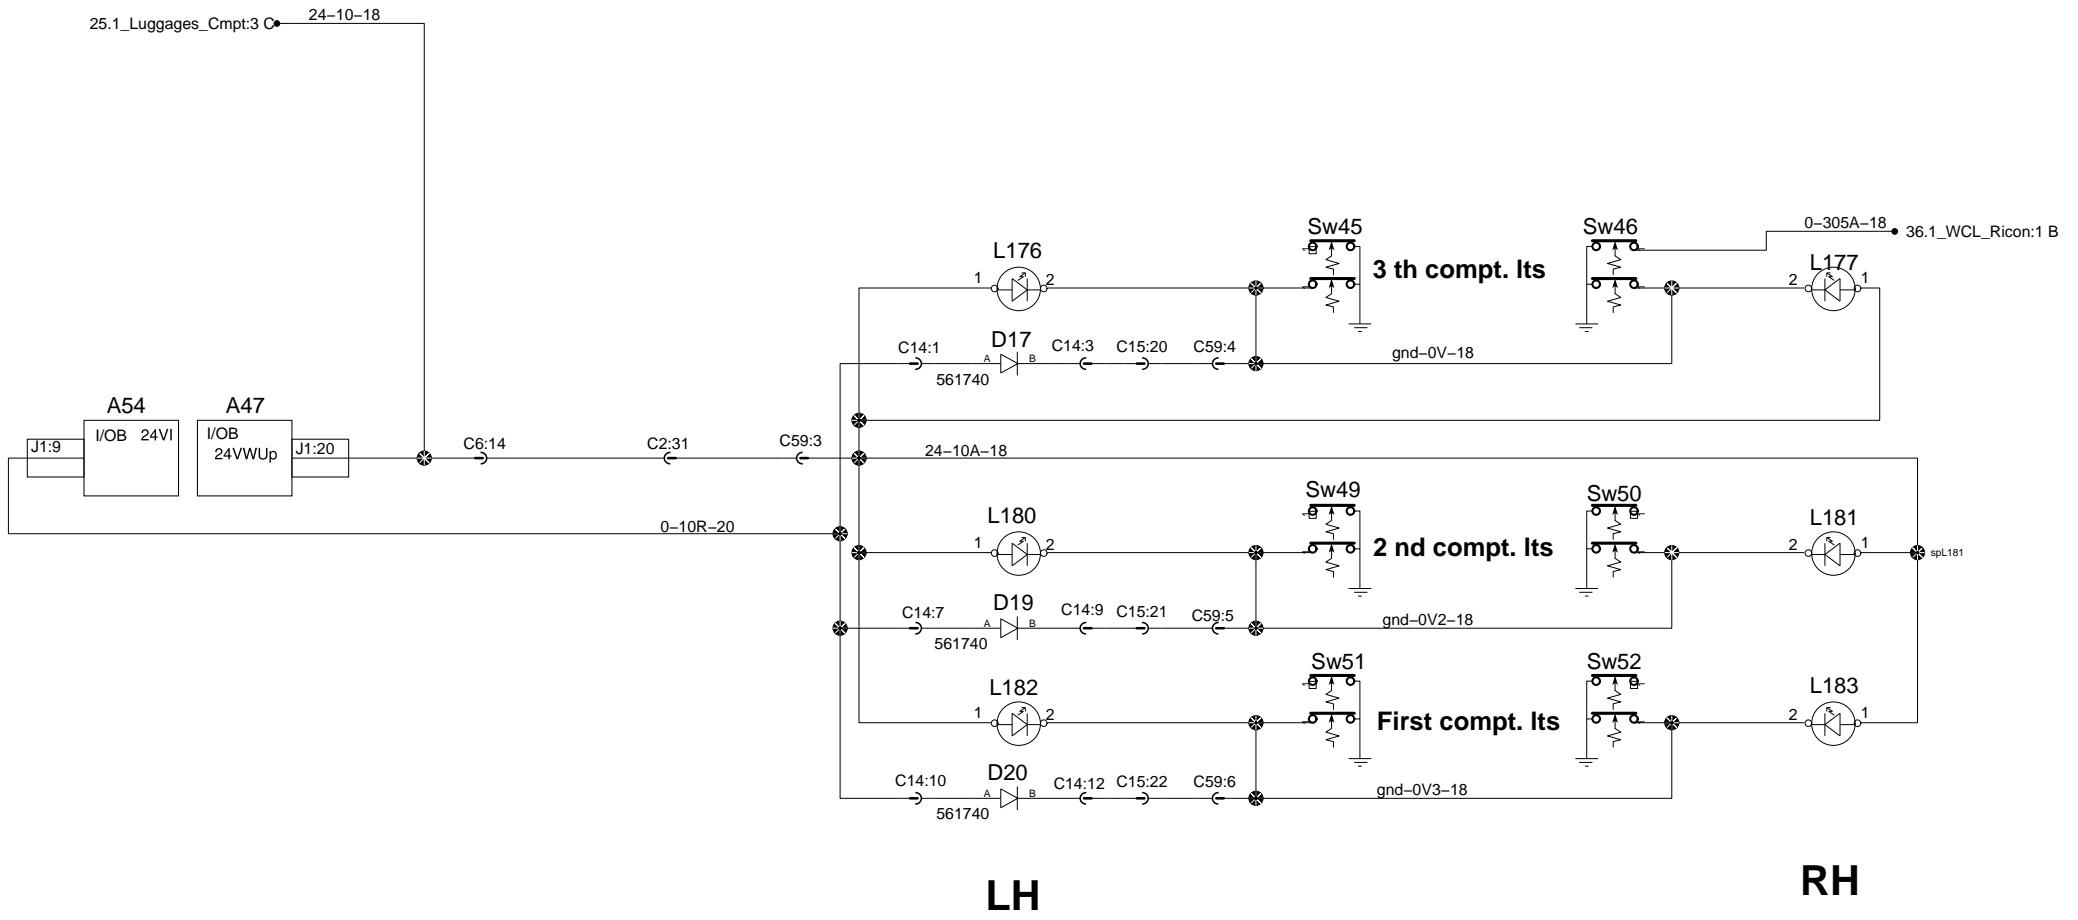 24-10-18
25.1_Luggages_Cmpt:3 C
Sw45
Sw46
0-305A-18
36.1_WCL_Ricon:1 B
L176
3 th compt. lts
L177
1
2
2
1
C14:1
D17
C14:3
C15:20
C59:4
gnd-0V-18
A
B
561740
A54
A47
I/OB 24VI
I/OB
24VWUp
J1:9
J1:20
C6:14
C2:31
C59:3
24-10A-18
Sw49
Sw50
0-10R-20
L180
2 nd compt. lts
L181
1
2
2
1
spL181
C14:7
D19
C14:9
C15:21
C59:5
gnd-0V2-18
A
B
561740
Sw51
Sw52
L182
First compt. lts
L183
1
2
2
1
C14:10
D20
C14:12
C15:22
C59:6
gnd-0V3-18
A
B
561740
LH
RH